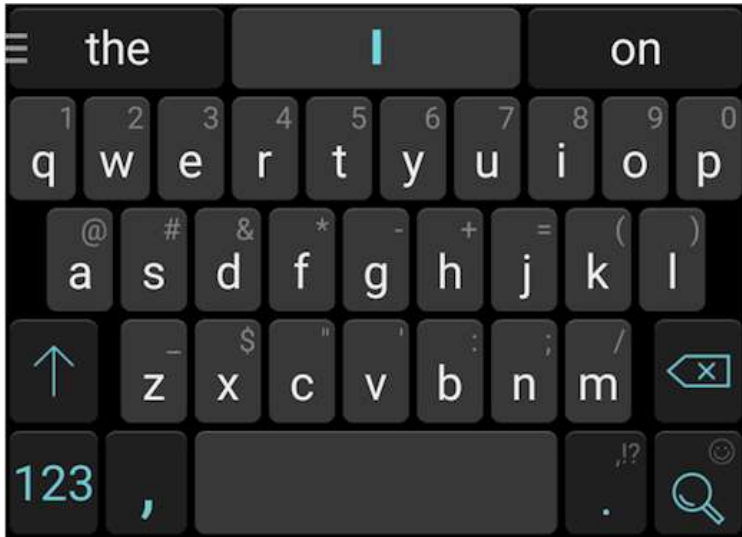 the I on
1 2 3 4 5 6 7 8 9 0
q w e r t y u i o p
@ # & * - + = ( )
a s d f g h j k l
_ $ " ' : ; /
z x c v b n m
,!?
123 , .